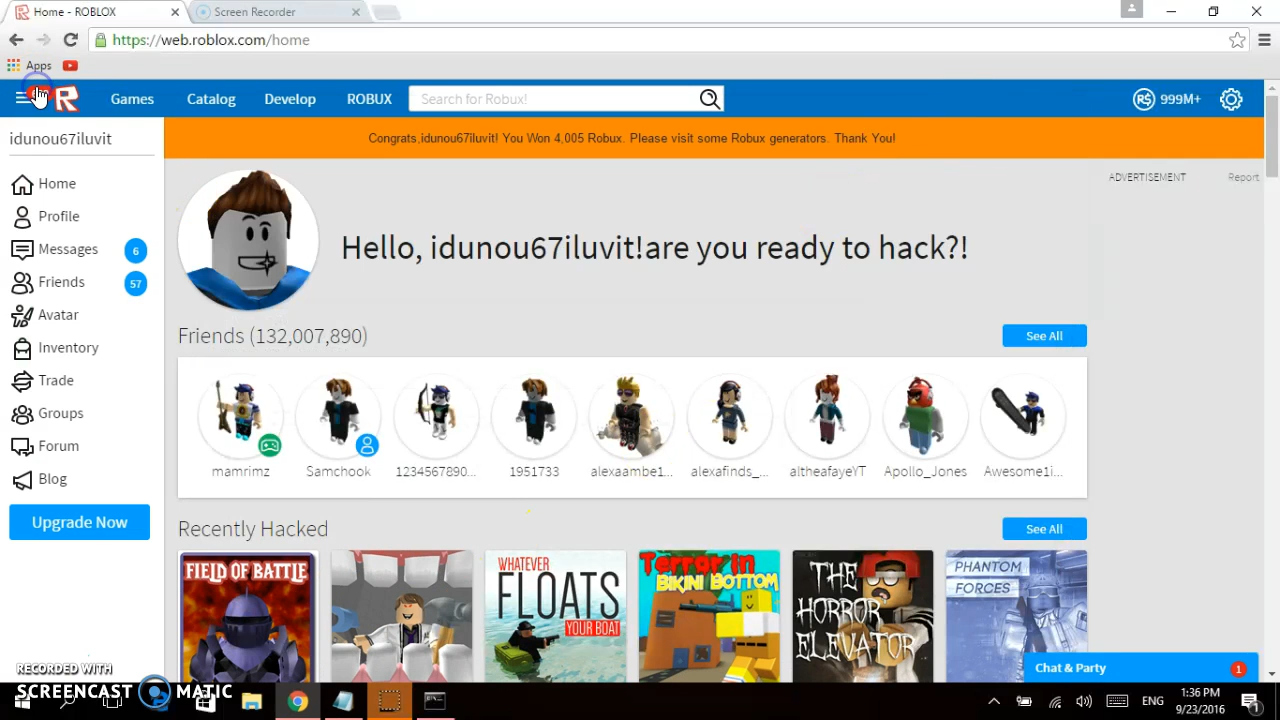 Home - ROBLOX
Screen Recorder
https://web.roblox.com/home
Apps
R
Games
Catalog
Develop
ROBUX
Search for Robux!
R$ 999M+
idunou67iluvit
Congrats,idunou67iluvit! You Won 4,005 Robux. Please visit some Robux generators. Thank You!
ADVERTISEMENT
Report
Home
Profile
Messages 6
Friends 57
Avatar
Inventory
Trade
Groups
Forum
Blog
Upgrade Now
Hello, idunou67iluvit!are you ready to hack?!
Friends (132,007,890)
See All
mamrimz
Samchook
1234567890...
1951733
alexaambe1...
alexafinds_...
altheafayeYT
Apollo_Jones
Awesome1i...
Recently Hacked
See All
FIELD OF BATTLE
WHATEVER
FLOATS
YOUR BOAT
Terror in
BIKINI BOTTOM
THE
HORROR
ELEVATOR
PHANTOM
FORCES
Chat & Party 1
RECORDED WITH
SCREENCAST MATIC
ENG
1:36 PM
9/23/2016
1